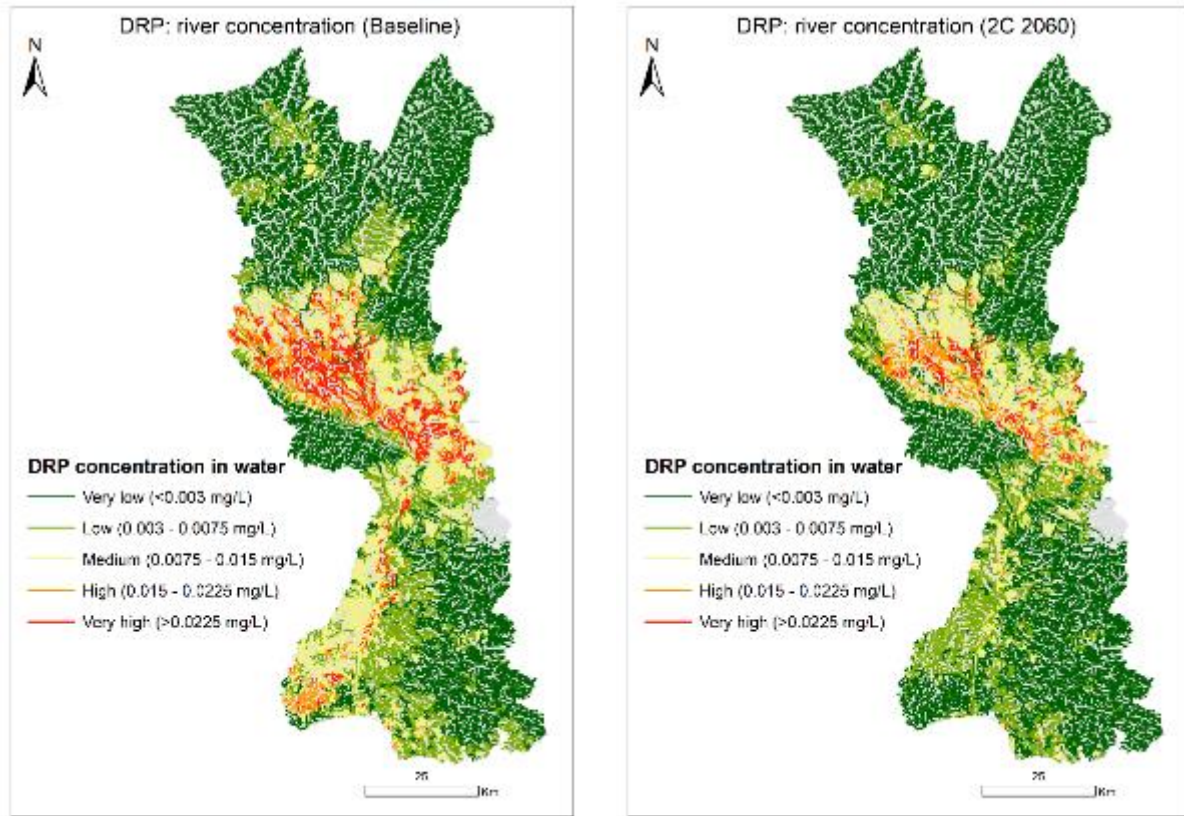 DRP: river concentration (Baseline)
N
DRP concentration in water
Very low (<0.003 mg/L)
Low (0.003 - 0.0075 mg/L)
Medium (0.0075 - 0.015 mg/L)
High (0.015 - 0.0225 mg/L)
Very high (>0.0225 mg/L)
25
Km
DRP: river concentration (2C 2060)
N
DRP concentration in water
Very low (<0.003 mg/L)
Low (0.003 - 0.0075 mg/L)
Medium (0.0075 - 0.015 mg/L)
High (0.015 - 0.0225 mg/L)
Very high (>0.0225 mg/L)
25
Km